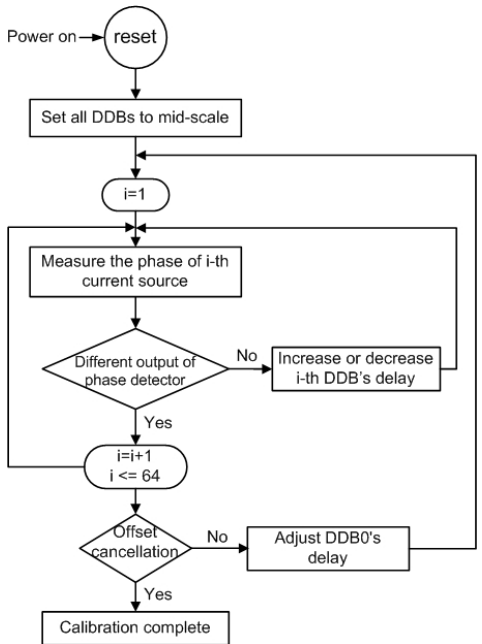 Power on
reset
Set all DDBs to mid-scale
i=1
Measure the phase of i-th
current source
Different output of
phase detector
No
Increase or decrease
i-th DDB's delay
Yes
i=i+1
i <= 64
Offset
cancellation
No
Adjust DDB0's
delay
Yes
Calibration complete